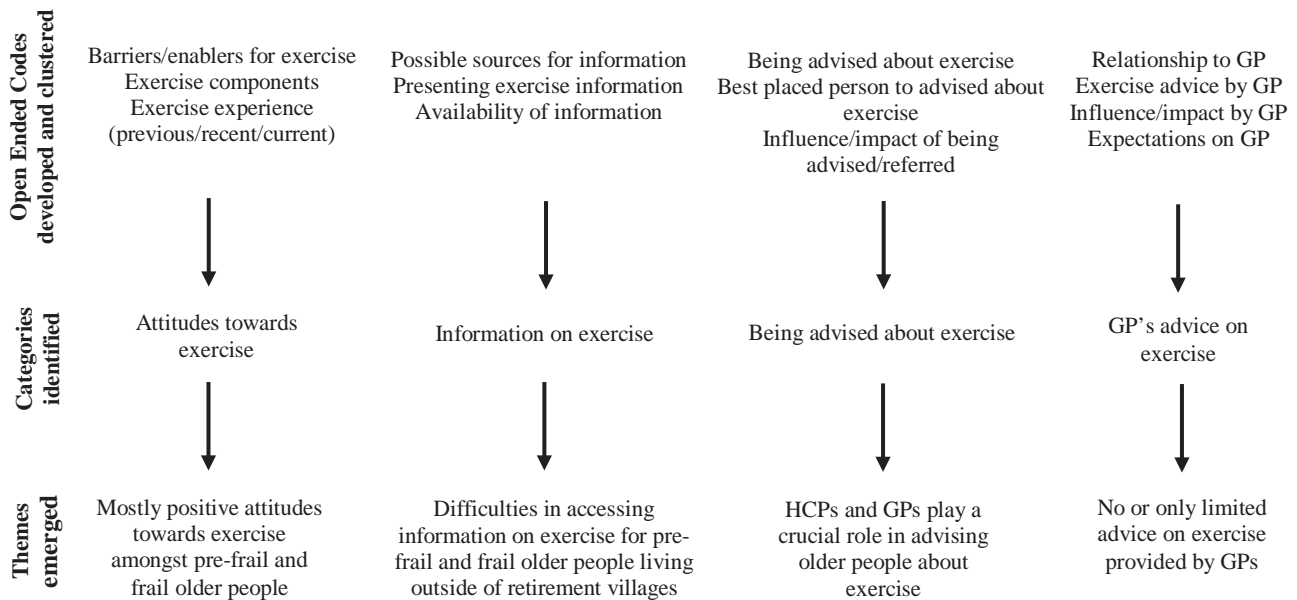 Open Ended Codes
developed and clustered
Barriers/enablers for exercise
Exercise components
Exercise experience
(previous/recent/current)
Possible sources for information
Presenting exercise information
Availability of information
Being advised about exercise
Best placed person to advised about
exercise
Influence/impact of being
advised/referred
Relationship to GP
Exercise advice by GP
Influence/impact by GP
Expectations on GP
Categories
identified
Attitudes towards
exercise
Information on exercise
Being advised about exercise
GP's advice on
exercise
Themes
emerged
Mostly positive attitudes
towards exercise
amongst pre-frail and
frail older people
Difficulties in accessing
information on exercise for pre-
frail and frail older people living
outside of retirement villages
HCPs and GPs play a
crucial role in advising
older people about
exercise
No or only limited
advice on exercise
provided by GPs